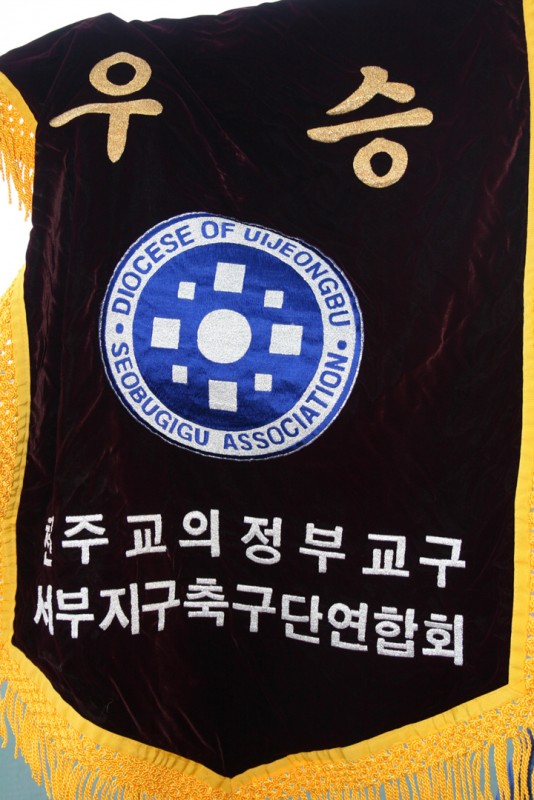 우 승
DIOCESE OF UIJEONGBU
SEOBUGIGU ASSOCIATION
천주교의정부교구
서부지구축구단연합회